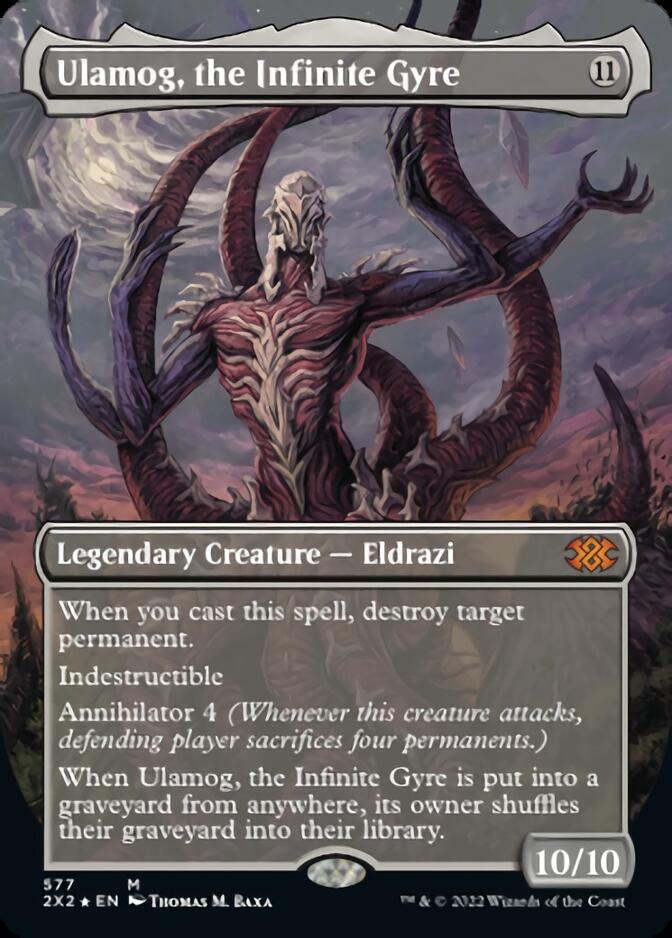 Ulamog, the Infinite Gyre
11
Legendary Creature — Eldrazi
When you cast this spell, destroy target
permanent.
Indestructible
Annihilator 4 (Whenever this creature attacks,
defending player sacrifices four permanents.)
When Ulamog, the Infinite Gyre is put into a
graveyard from anywhere, its owner shuffles
their graveyard into their library.
10/10
577 M
2X2 ★ EN Thomas M. Baxa
™ & © 2022 Wizards of the Coast